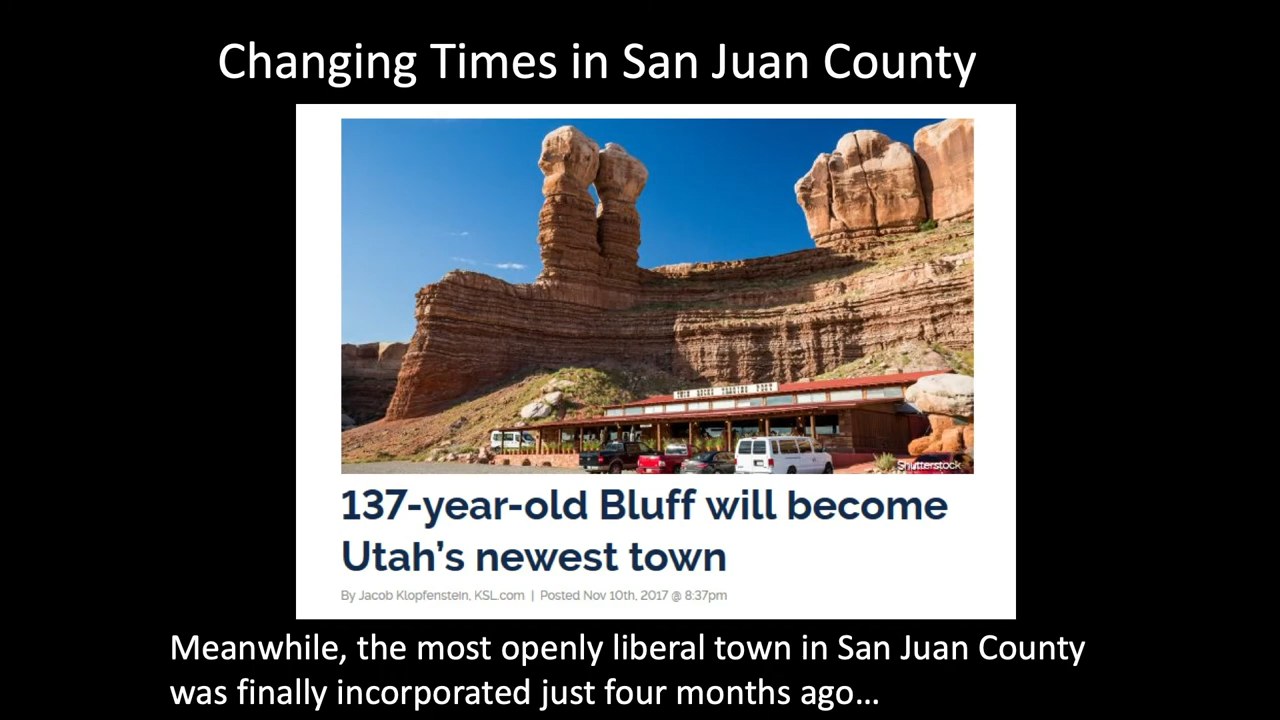 Changing Times in San Juan County
TWIN ROCKS TRADING POST
Shutterstock
137-year-old Bluff will become
Utah’s newest town
By Jacob Klopfenstein, KSL.com | Posted Nov 10th, 2017 @ 8:37pm
Meanwhile, the most openly liberal town in San Juan County
was finally incorporated just four months ago…